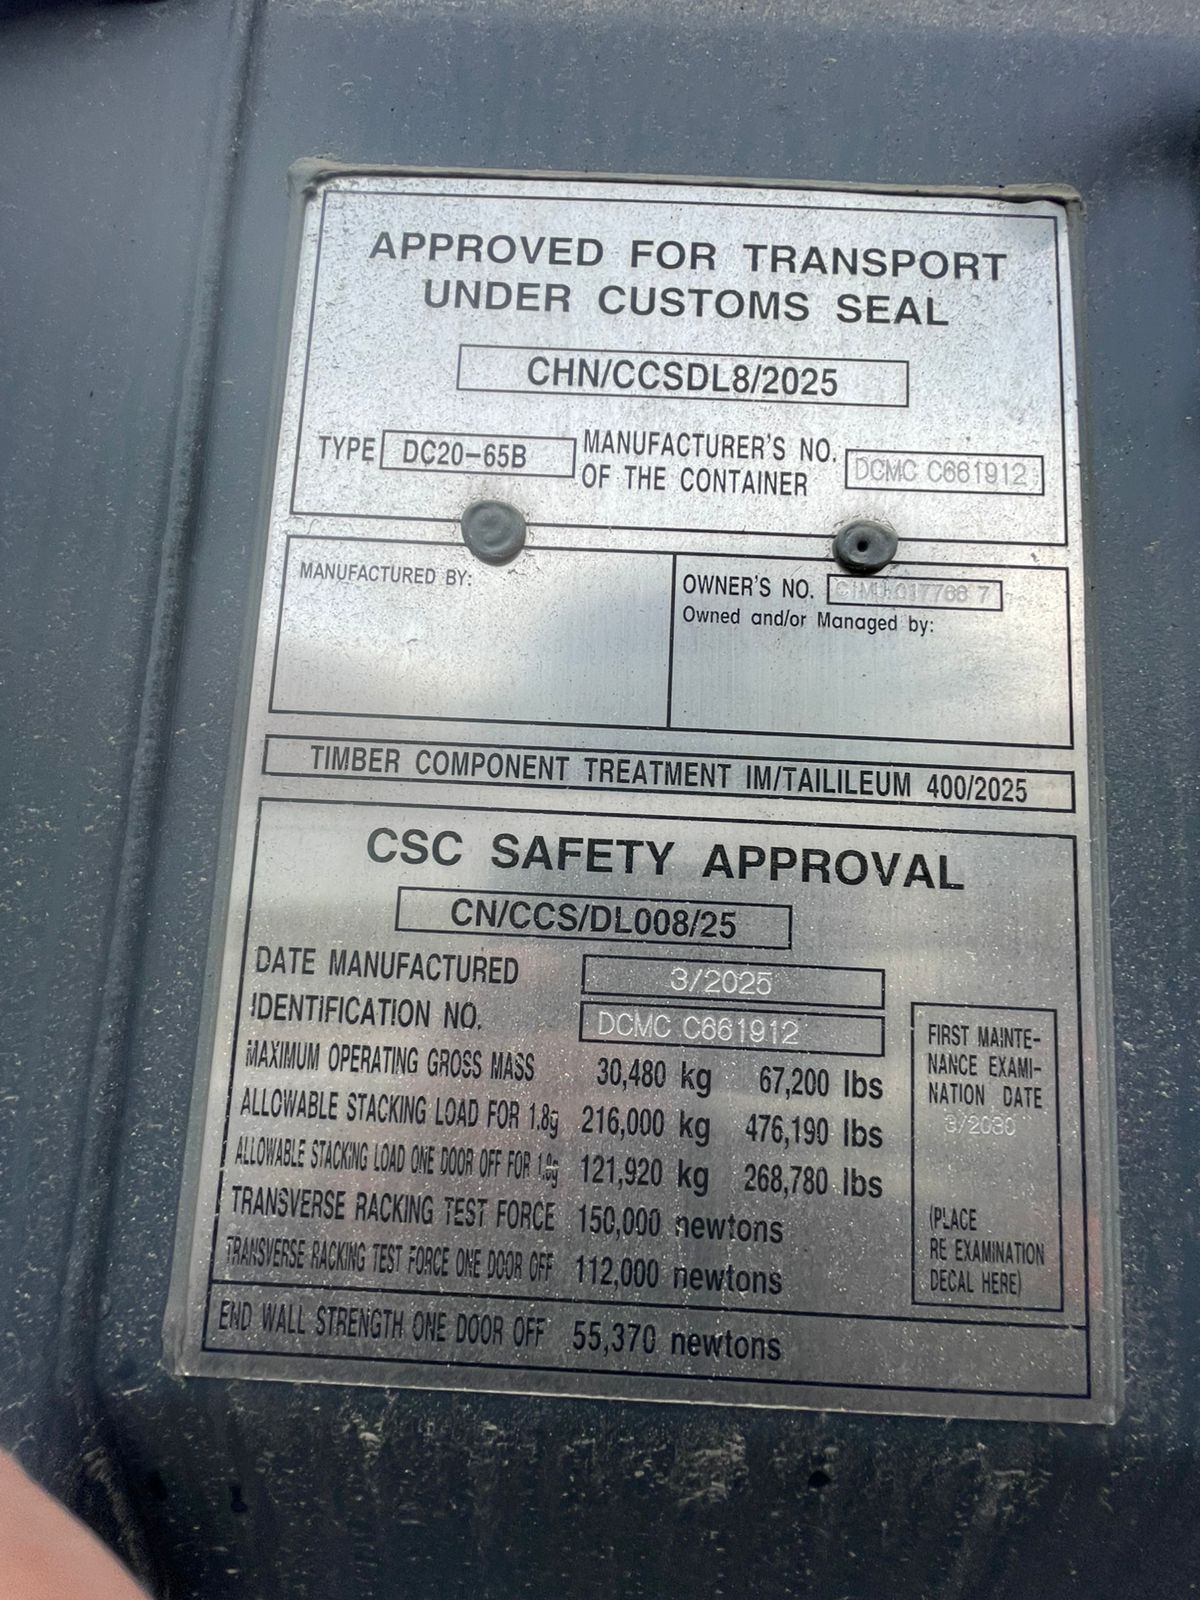 APPROVED FOR TRANSPORT
UNDER CUSTOMS SEAL
CHN/CCSDL8/2025
TYPE DC20-65B
MANUFACTURER'S NO.
OF THE CONTAINER
DCMC C661912
MANUFACTURED BY:
OWNER'S NO.
Owned and/or Managed by:
TIMBER COMPONENT TREATMENT IM/TAILILEUM 400/2025
CSC SAFETY APPROVAL
CN/CCS/DL008/25
DATE MANUFACTURED 3/2025
IDENTIFICATION NO. DCMC C661912
MAXIMUM OPERATING GROSS MASS 30,480 kg 67,200 lbs
ALLOWABLE STACKING LOAD FOR 1.8g 216,000 kg 476,190 lbs
ALLOWABLE STACKING LOAD ONE DOOR OFF FOR 1.8g 121,920 kg 268,780 lbs
TRANSVERSE RACKING TEST FORCE 150,000 newtons
TRANSVERSE RACKING TEST FORCE ONE DOOR OFF 112,000 newtons
END WALL STRENGTH ONE DOOR OFF 55,370 newtons
FIRST MAINTE-
NANCE EXAMI-
NATION DATE
3/2030
(PLACE
RE EXAMINATION
DECAL HERE)